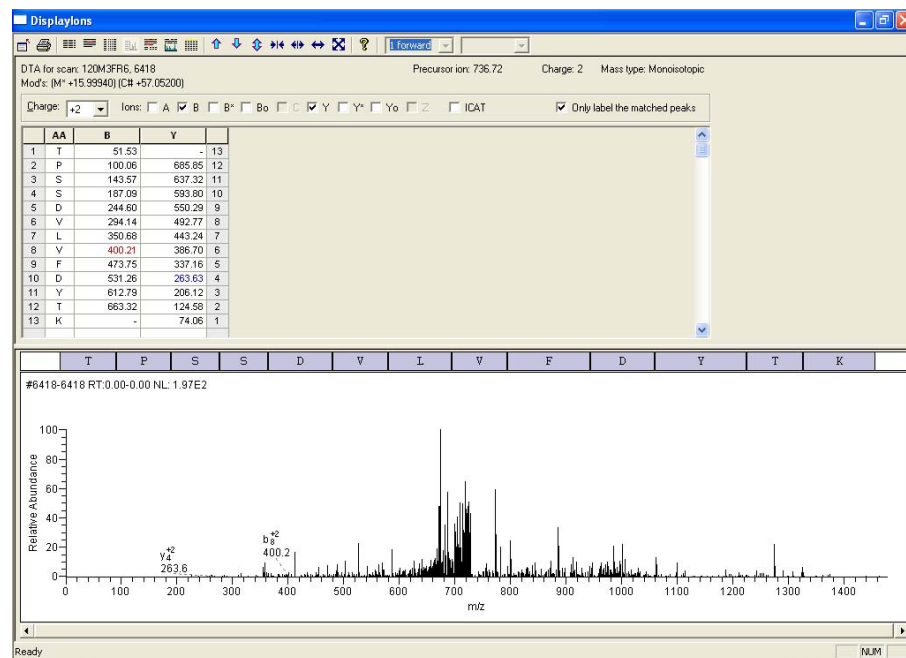 DisplayIons
1 forward
DTA for scan: 120M3FR6, 6418 Precursor ion: 736.72 Charge: 2 Mass type: Monoisotopic
Mod's: (M* +15.99940) (C# +57.05200)
Charge: +2 Ions: A B B* Bo C Y Y* Yo Z ICAT Only label the matched peaks
AA B Y
1 T 51.53 - 13
2 P 100.06 685.85 12
3 S 143.57 637.32 11
4 S 187.09 593.80 10
5 D 244.60 550.29 9
6 V 294.14 492.77 8
7 L 350.68 443.24 7
8 V 400.21 386.70 6
9 F 473.75 337.16 5
10 D 531.26 263.63 4
11 Y 612.79 206.12 3
12 T 663.32 124.58 2
13 K - 74.06 1
T P S S D V L V F D Y T K
#6418-6418 RT:0.00-0.00 NL: 1.97E2
100
80
60
40
20
0
Relative Abundance
y4+2
263.6
b8+2
400.2
0 100 200 300 400 500 600 700 800 900 1000 1100 1200 1300 1400
m/z
Ready NUM